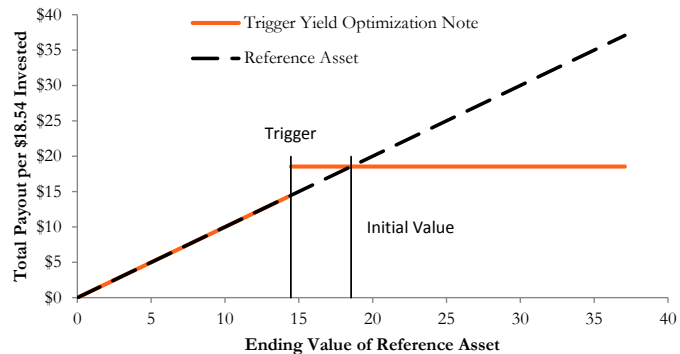 Trigger Yield Optimization Note
Reference Asset
Total Payout per $18.54 Invested
$40
$35
$30
$25
$20
$15
$10
$5
$0
Trigger
Initial Value
0 5 10 15 20 25 30 35 40
Ending Value of Reference Asset